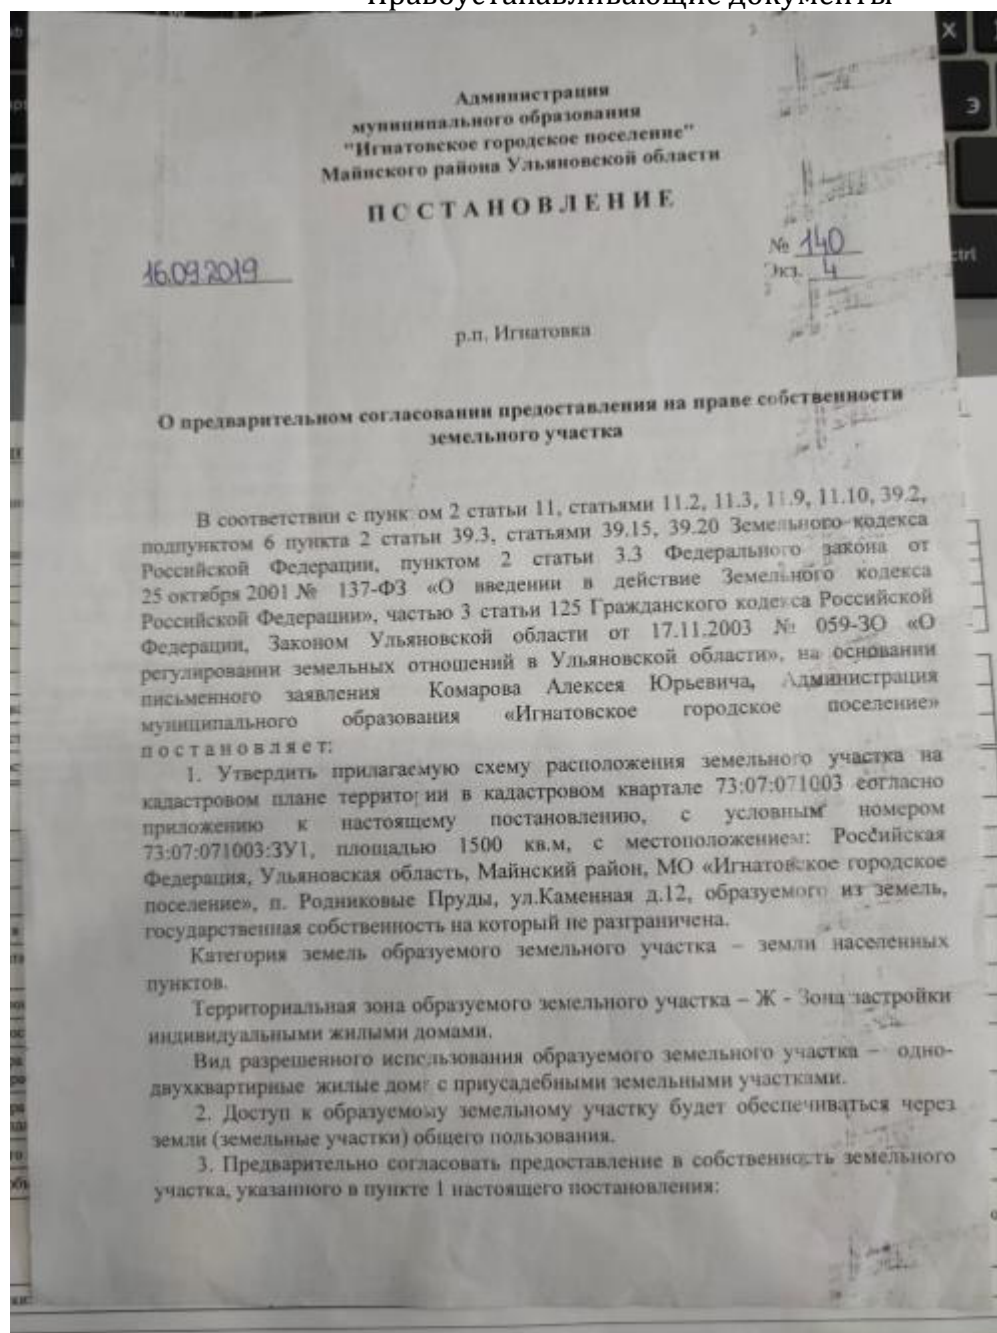 Правоустанавливающие документы
Администрация
муниципального образования
"Игнатовское городское поселение"
Майнского района Ульяновской области
ПССТАНОВЛЕНИЕ
16.09.2019
№ 140
Экз. 4
р.п. Игнатовка
О предварительном согласовании предоставления на праве собственности
земельного участка
В соответствии с пунк ом 2 статьи 11, статьями 11.2, 11.3, 11.9, 11.10, 39.2,
подпунктом 6 пункта 2 статьи 39.3, статьями 39.15, 39.20 Земельного кодекса
Российской Федерации, пунктом 2 статьи 3.3 Федерального закона от
25 октября 2001 № 137-ФЗ «О введении в действие Земельного кодекса
Российской Федерации», частью 3 статьи 125 Гражданского кодекса Российской
Федерации, Законом Ульяновской области от 17.11.2003 № 059-ЗО «О
регулировании земельных отношений в Ульяновской области», на основании
письменного заявления Комарова Алексея Юрьевича, Администрация
муниципального образования «Игнатовское городское поселение»
п о с т а н о в л я е т:
1. Утвердить прилагаемую схему расположения земельного участка на
кадастровом плане территории в кадастровом квартале 73:07:071003 согласно
приложению к настоящему постановлению, с условным номером
73:07:071003:ЗУ1, площадью 1500 кв.м, с местоположением: Российская
Федерация, Ульяновская область, Майнский район, МО «Игнатовское городское
поселение», п. Родниковые Пруды, ул.Каменная д.12, образуемого из земель,
государственная собственность на который не разграничена.
Категория земель образуемого земельного участка – земли населенных
пунктов.
Территориальная зона образуемого земельного участка – Ж - Зона застройки
индивидуальными жилыми домами.
Вид разрешенного использования образуемого земельного участка – одно-
двухквартирные жилые дома с приусадебными земельными участками.
2. Доступ к образуемому земельному участку будет обеспечиваться через
земли (земельные участки) общего пользования.
3. Предварительно согласовать предоставление в собственность земельного
участка, указанного в пункте 1 настоящего постановления: